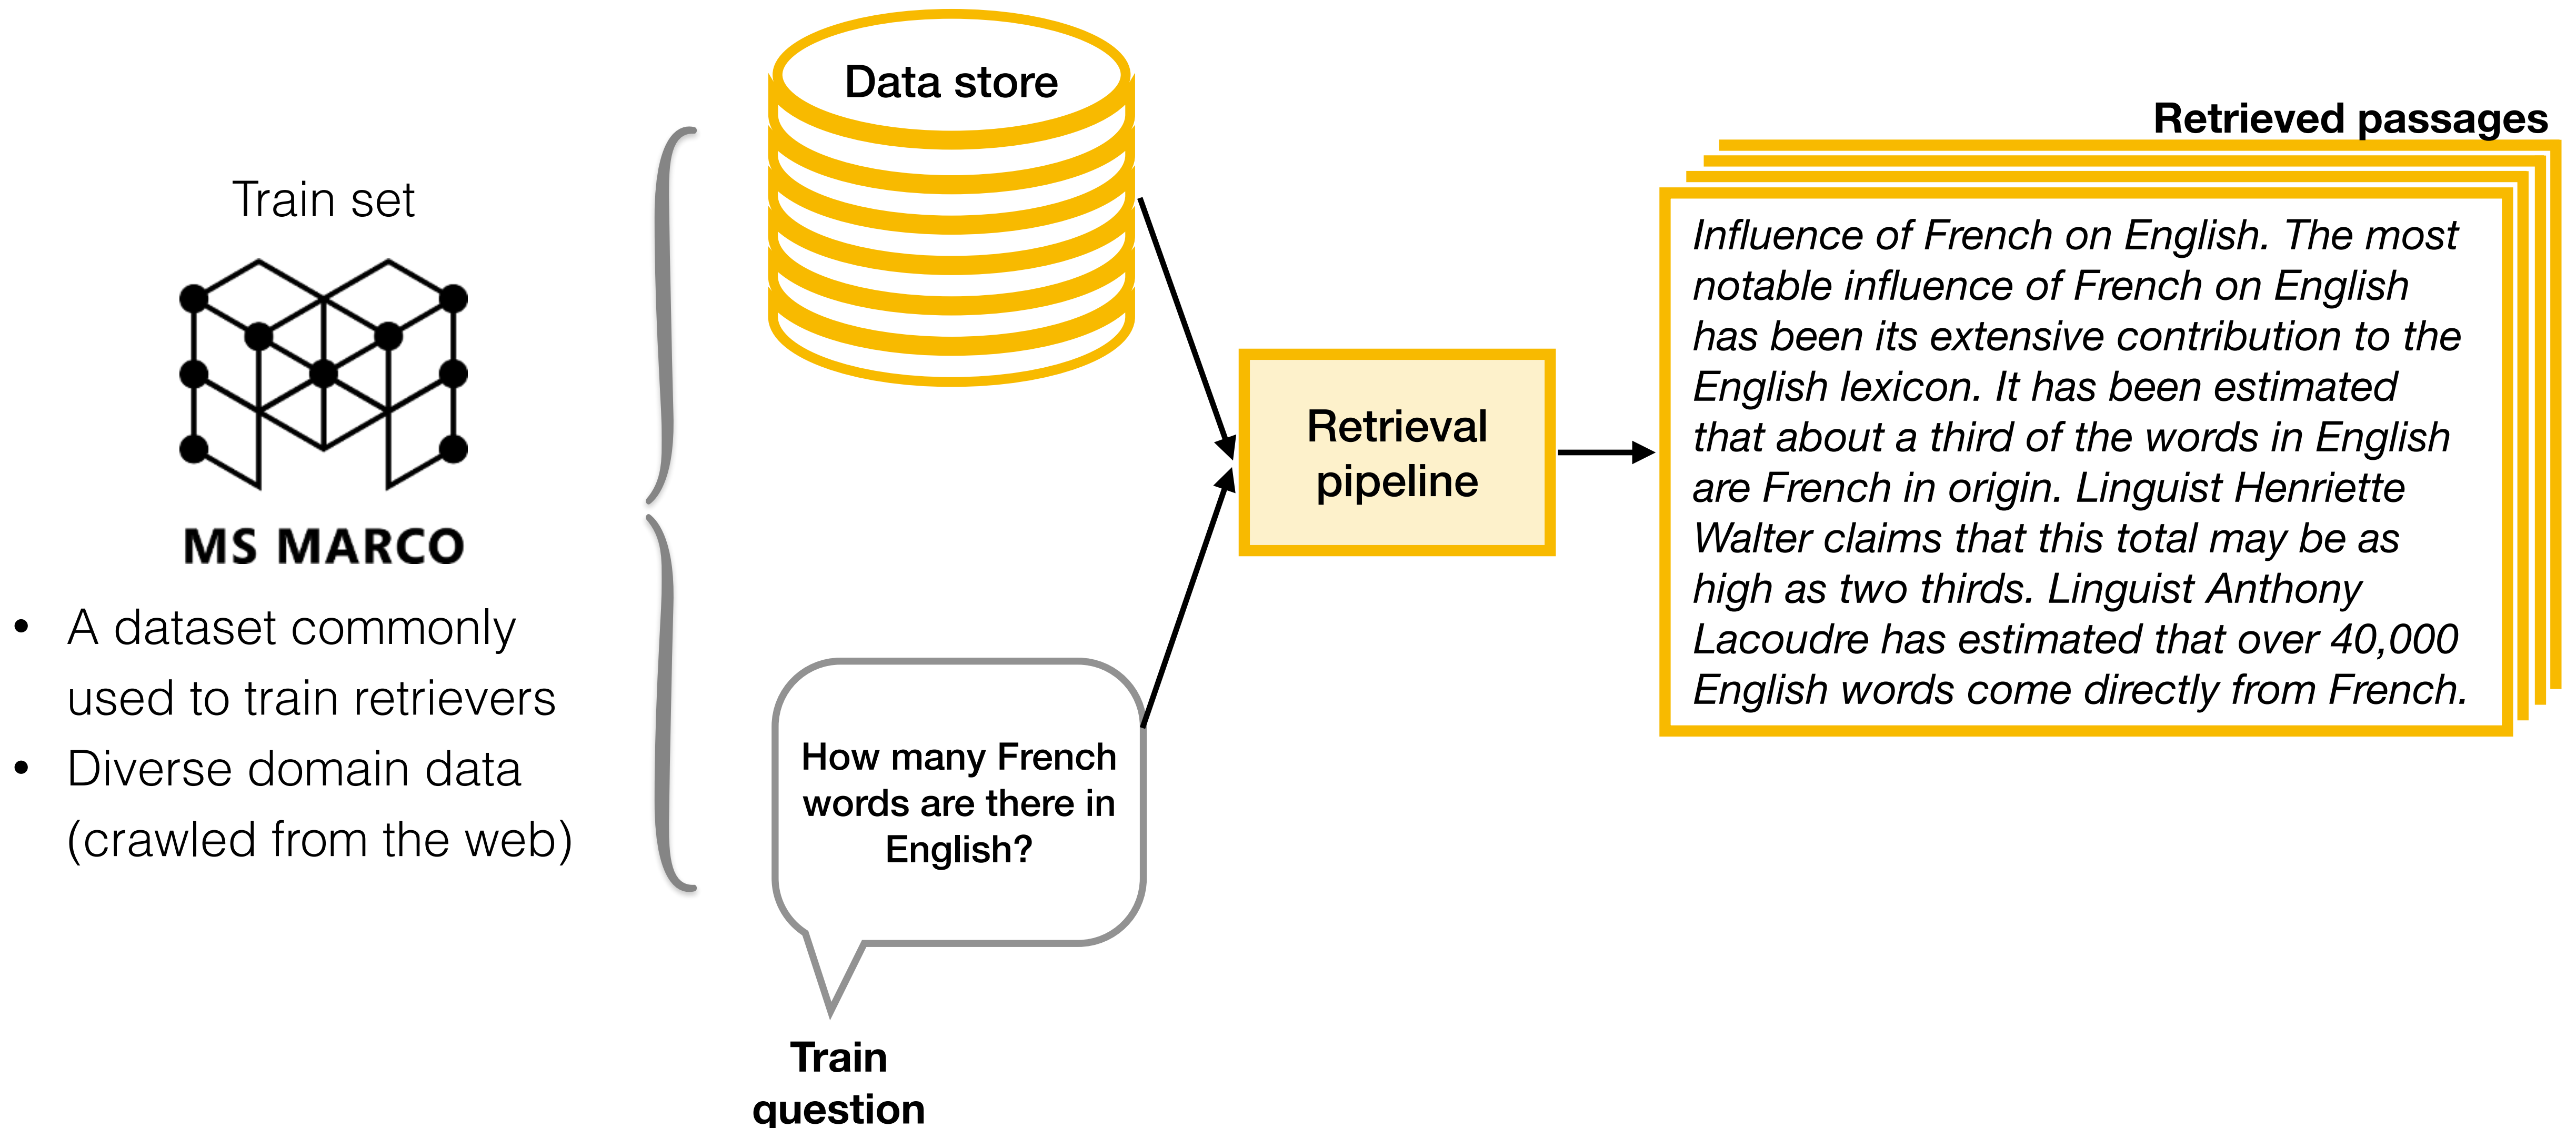 Train set
MS MARCO
• A dataset commonly
used to train retrievers
• Diverse domain data
(crawled from the web)
Data store
How many French
words are there in
English?
Train
question
Retrieval
pipeline
Retrieved passages
Influence of French on English. The most
notable influence of French on English
has been its extensive contribution to the
English lexicon. It has been estimated
that about a third of the words in English
are French in origin. Linguist Henriette
Walter claims that this total may be as
high as two thirds. Linguist Anthony
Lacoudre has estimated that over 40,000
English words come directly from French.